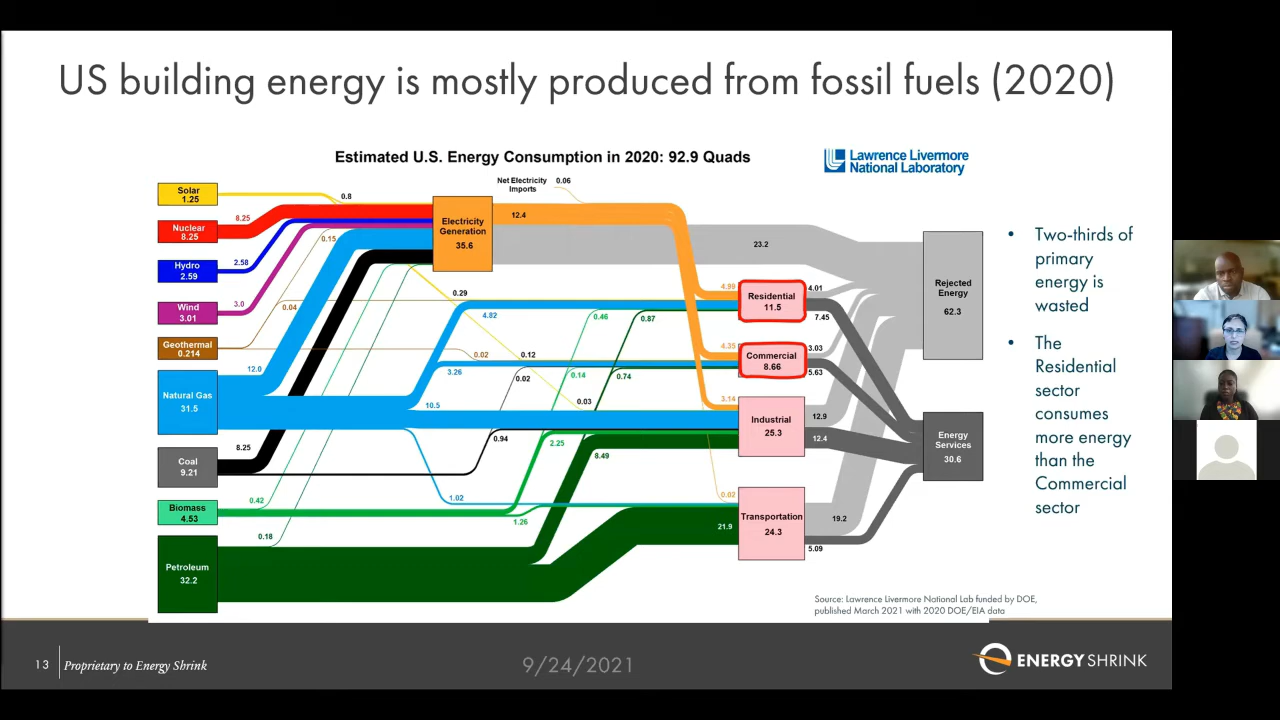 US building energy is mostly produced from fossil fuels (2020)
Estimated U.S. Energy Consumption in 2020: 92.9 Quads
Lawrence Livermore
National Laboratory
Net Electricity
Imports
0.06
Solar
1.25
0.8
Nuclear
8.25
8.25
0.15
Hydro
2.59
2.58
Wind
3.01
3.0
0.04
Geothermal
0.214
Natural Gas
31.5
12.0
Coal
9.21
8.25
Biomass
4.53
0.42
Petroleum
32.2
0.18
Electricity
Generation
35.6
12.4
23.2
0.29
4.82
0.46
0.87
0.02
0.12
3.26
0.02
0.14
0.74
0.03
10.5
0.94
2.25
8.49
1.02
1.26
4.99
Residential
11.5
4.01
7.45
4.35
Commercial
8.66
3.03
5.63
3.14
Industrial
25.3
12.9
12.4
0.02
21.9
Transportation
24.3
19.2
5.09
Rejected
Energy
62.3
Energy
Services
30.6
• Two-thirds of
primary
energy is
wasted
• The
Residential
sector
consumes
more energy
than the
Commercial
sector
Source: Lawrence Livermore National Lab funded by DOE,
published March 2021 with 2020 DOE/EIA data
13 Proprietary to Energy Shrink
9/24/2021
ENERGY SHRINK